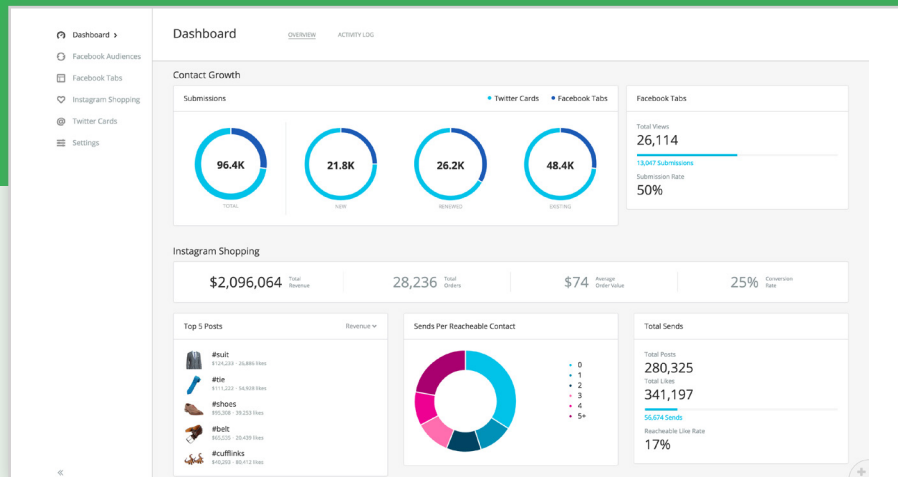 Dashboard >
Facebook Audiences
Facebook Tabs
Instagram Shopping
Twitter Cards
Settings
«
Dashboard
OVERVIEW
ACTIVITY LOG
Contact Growth
Submissions
Twitter Cards
Facebook Tabs
96.4K
TOTAL
21.8K
NEW
26.2K
RENEWED
48.4K
EXISTING
Facebook Tabs
Total Views
26,114
13,047 Submissions
Submission Rate
50%
Instagram Shopping
$2,096,064 Total Revenue
28,236 Total Orders
$74 Average Order Value
25% Conversion Rate
Top 5 Posts
Revenue
#suit
#tie
#shoes
#belt
#cufflinks
Sends Per Reacheable Contact
0
1
2
3
4
5+
Total Sends
Total Posts
280,325
Total Likes
341,197
56,674 Sends
Reacheable Like Rate
17%